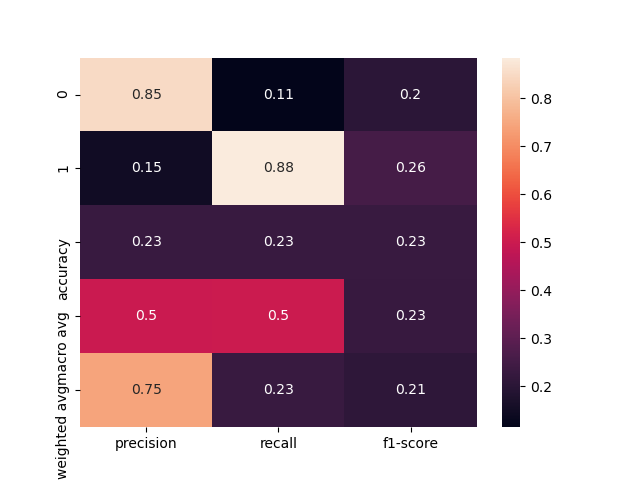 0 0.85 0.11 0.2
1 0.15 0.88 0.26
accuracy 0.23 0.23 0.23
macro avg 0.5 0.5 0.23
weighted avg 0.75 0.23 0.21
precision recall f1-score
0.8
0.7
0.6
0.5
0.4
0.3
0.2